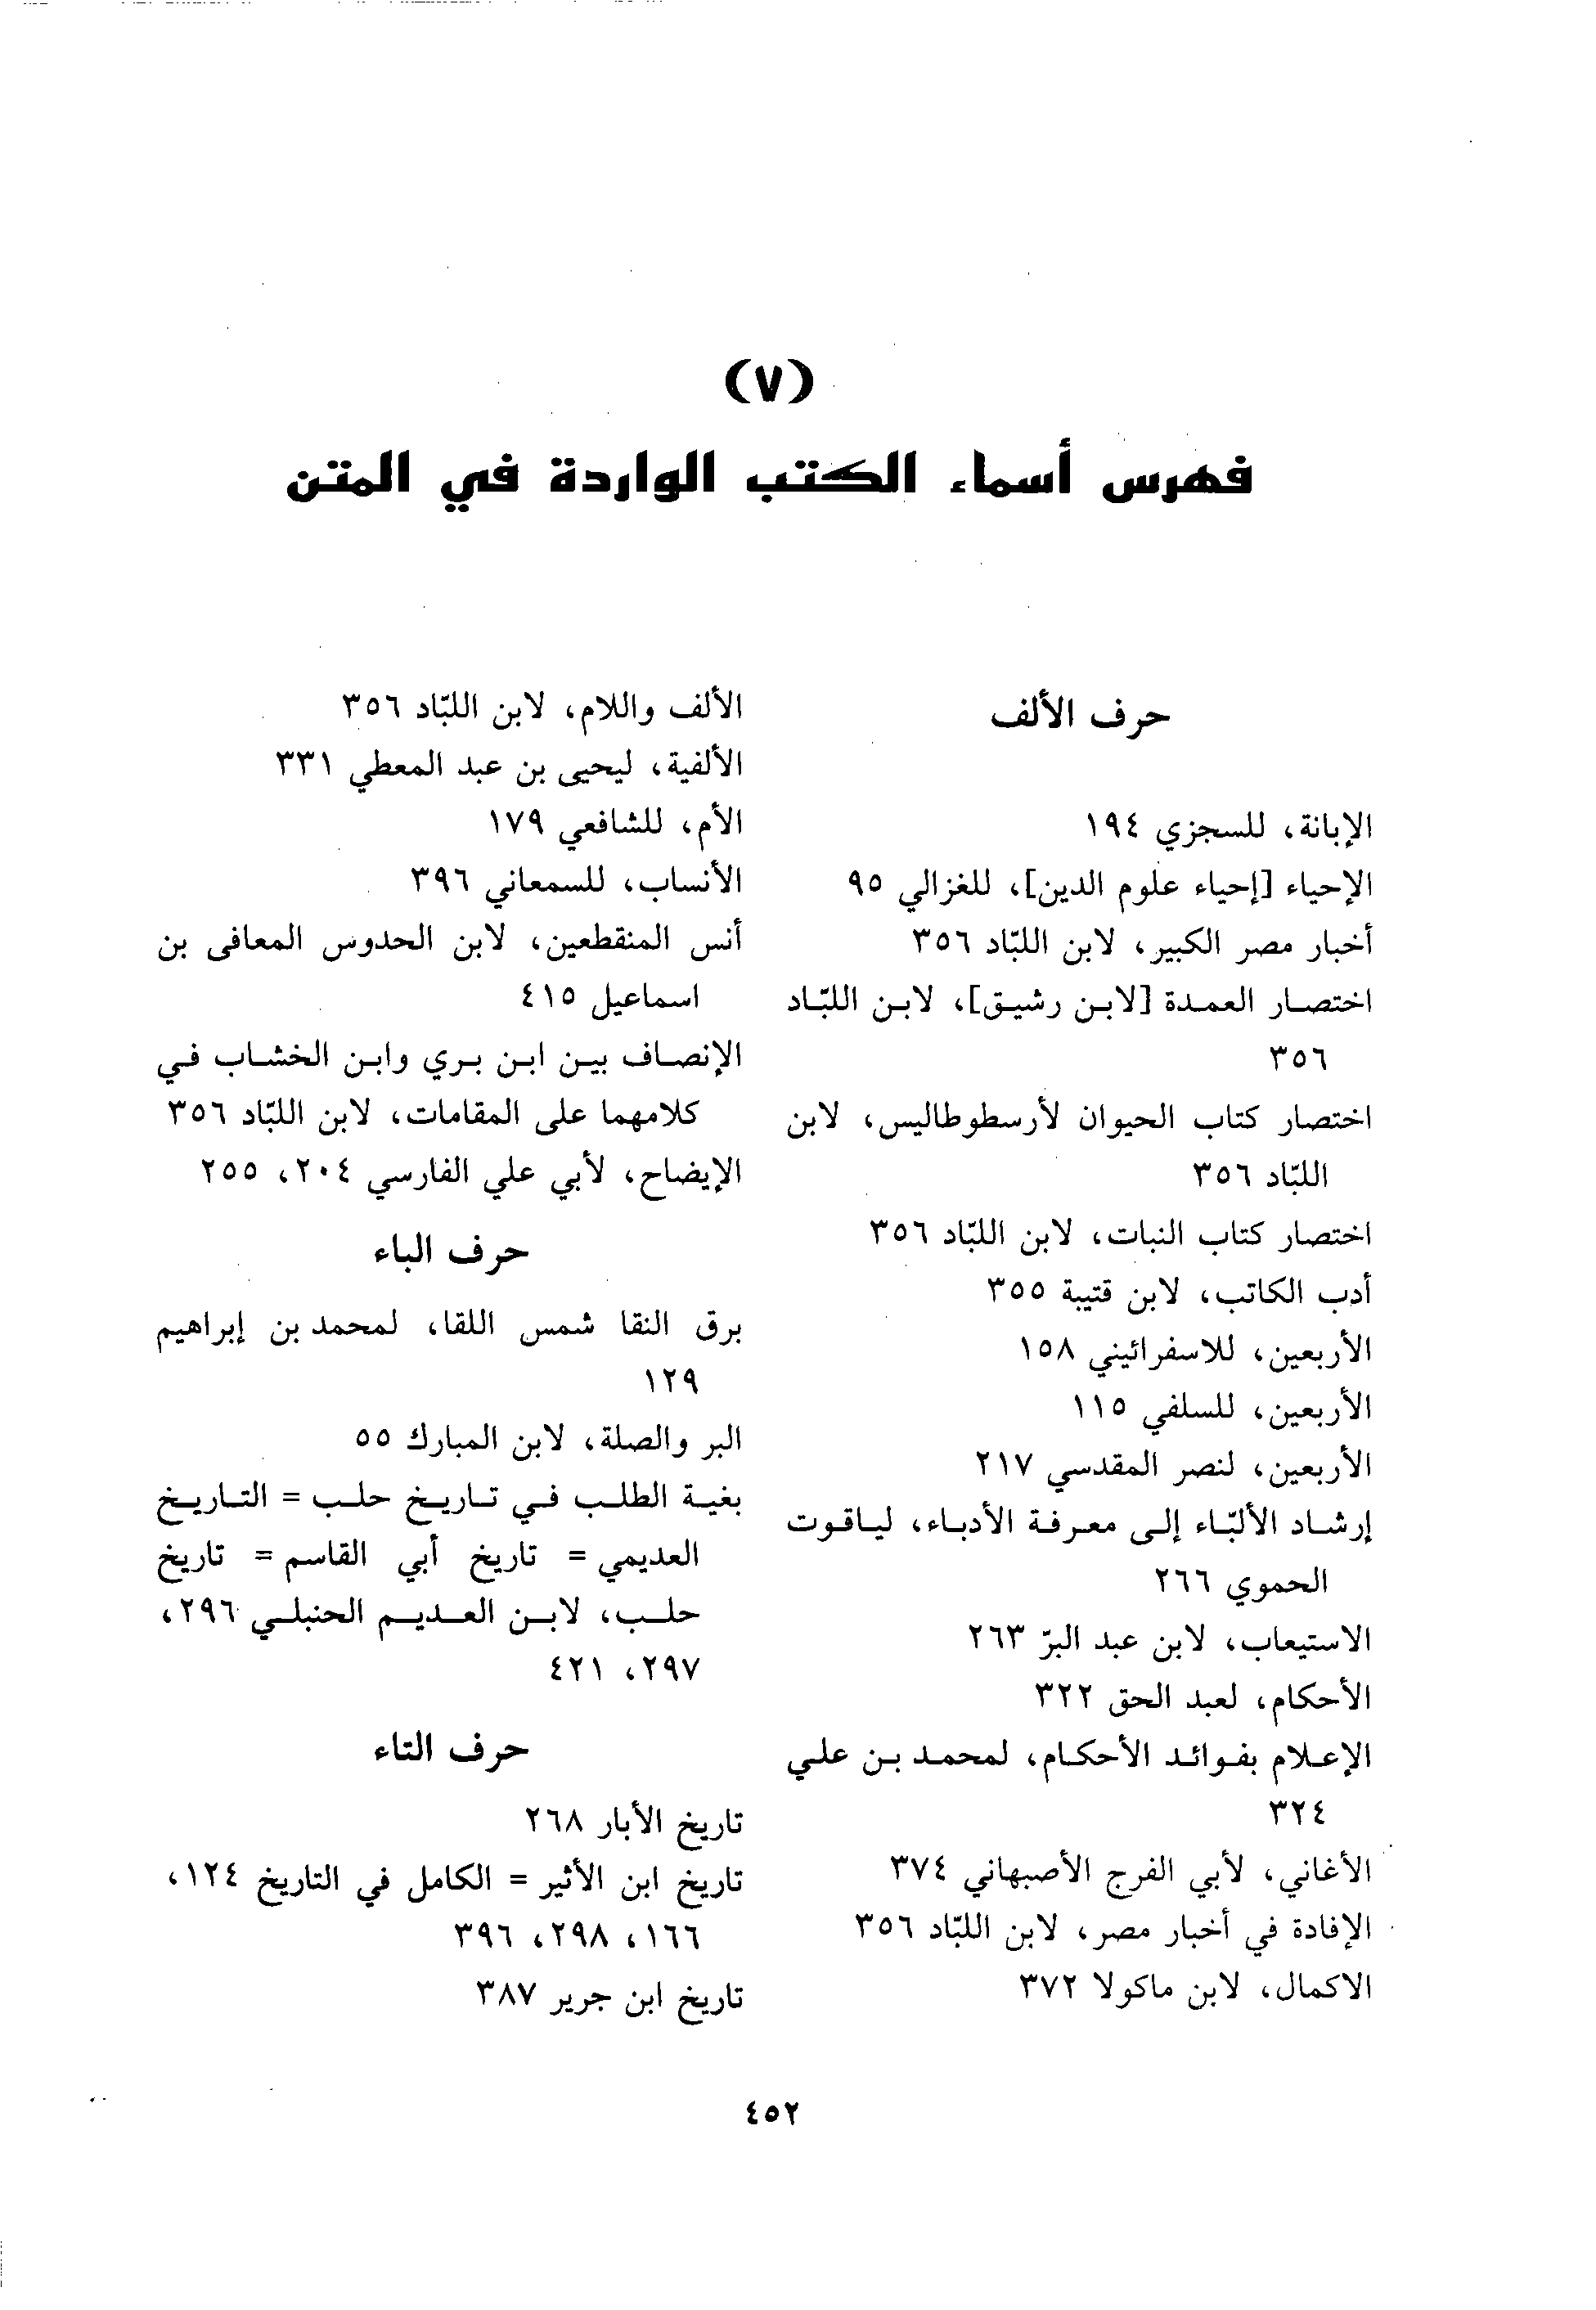 (٧)
فهرس أسماء الكتب الواردة في المتن
حرف الألف
الإبانة، للسجزي ١٩٤
الإحياء [إحياء علوم الدين]، للغزالي ٩٥
أخبار مصر الكبير، لابن اللبّاد ٣٥٦
اختصار العمدة [لابن رشيق]، لابن اللبّاد
٣٥٦
اختصار كتاب الحيوان لأرسطوطاليس، لابن
اللبّاد ٣٥٦
اختصار كتاب النبات، لابن اللبّاد ٣٥٦
أدب الكاتب، لابن قتيبة ٣٥٥
الأربعين، للاسفرائيني ١٥٨
الأربعين، للسلفي ١١٥
الأربعين، لنصر المقدسي ٢١٧
إرشاد الألبّاء إلى معرفة الأدباء، لياقوت
الحموي ٢٦٦
الاستيعاب، لابن عبد البرّ ٢٦٣
الأحكام، لعبد الحق ٣٢٢
الإعلام بفوائد الأحكام، لمحمد بن علي
٣٢٤
الأغاني، لأبي الفرج الأصبهاني ٣٧٤
الإفادة في أخبار مصر، لابن اللبّاد ٣٥٦
الاكمال، لابن ماكولا ٣٧٢
الألف واللام، لابن اللبّاد ٣٥٦
الألفية، ليحيى بن عبد المعطي ٣٣١
الأم، للشافعي ١٧٩
الأنساب، للسمعاني ٣٩٦
أنس المنقطعين، لابن الحدوس المعافى بن
اسماعيل ٤١٥
الإنصاف بين ابن بري وابن الخشاب في
كلامهما على المقامات، لابن اللبّاد ٣٥٦
الإيضاح، لأبي علي الفارسي ٢٠٤، ٢٥٥
حرف الباء
برق النقا شمس اللقا، لمحمد بن إبراهيم
١٢٩
البر والصلة، لابن المبارك ٥٥
بغية الطلب في تاريخ حلب = التاريخ
العديمي = تاريخ أبي القاسم = تاريخ
حلب، لابن العديم الحنبلي ٢٩٦،
٢٩٧، ٤٢١
حرف التاء
تاريخ الأبار ٢٦٨
تاريخ ابن الأثير = الكامل في التاريخ ١٢٤،
١٦٦، ٢٩٨، ٣٩٦
تاريخ ابن جرير ٣٨٧
٤٥٢